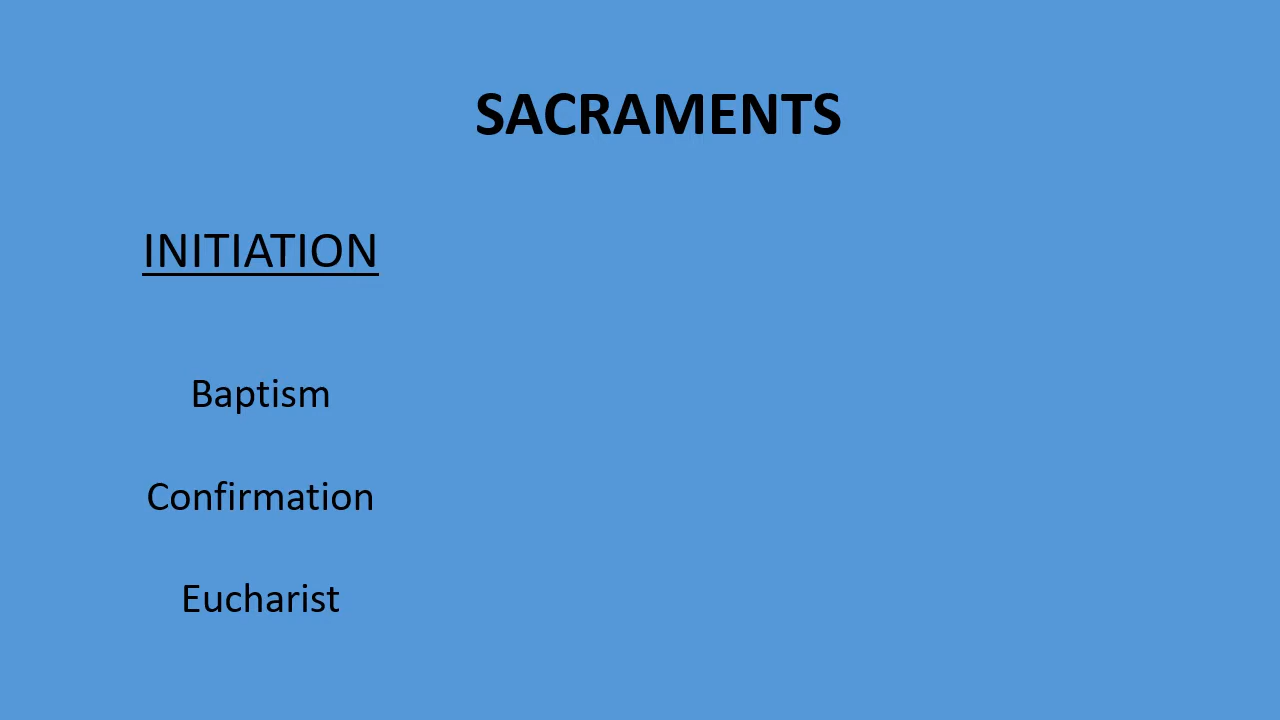 SACRAMENTS
INITIATION
Baptism
Confirmation
Eucharist